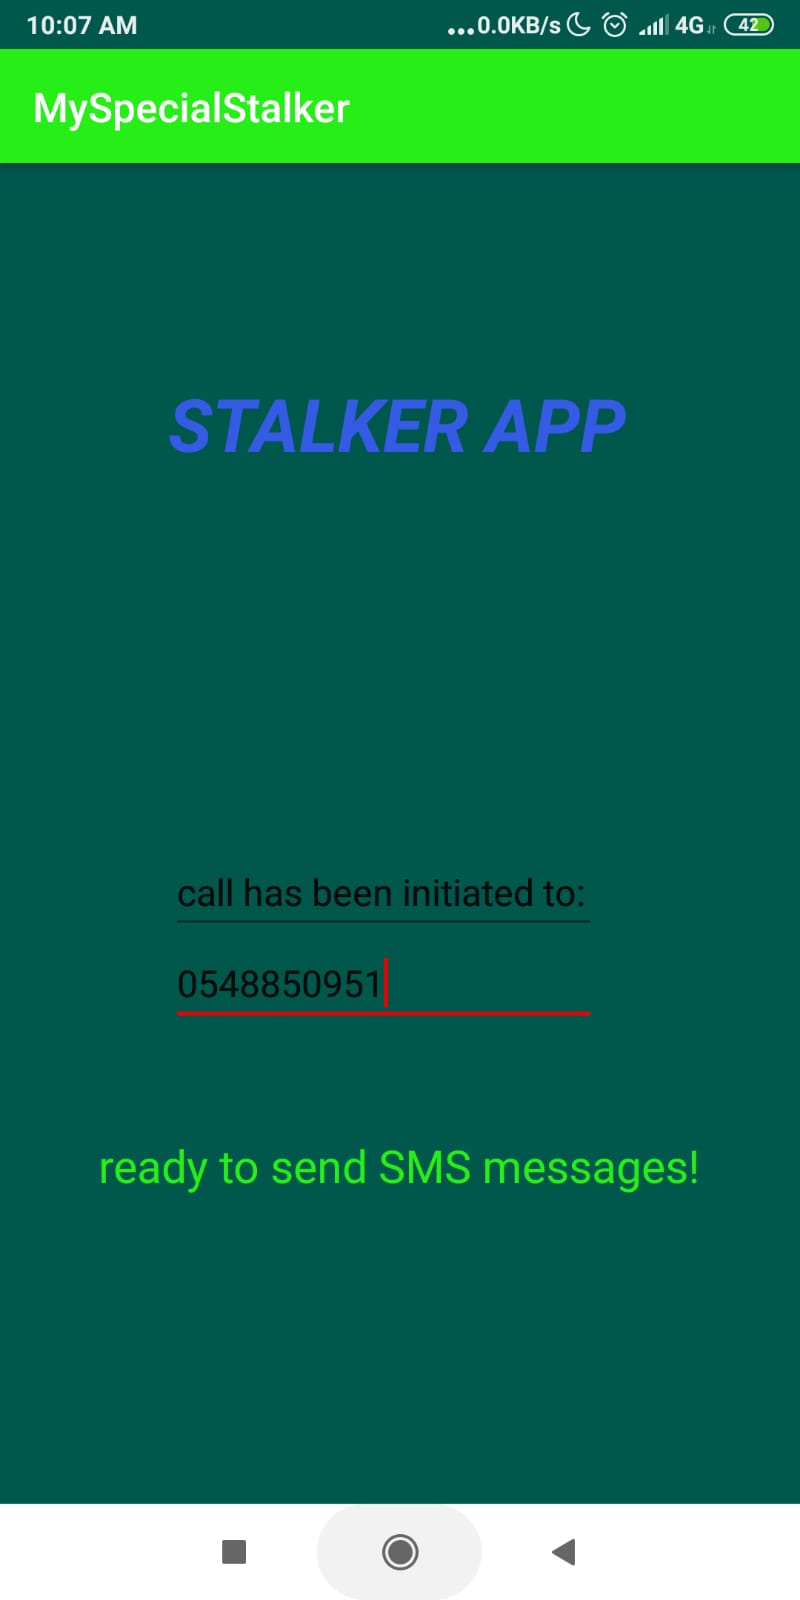 10:07 AM ...0.0KB/s 4G 42
MySpecialStalker
STALKER APP
call has been initiated to:
0548850951
ready to send SMS messages!